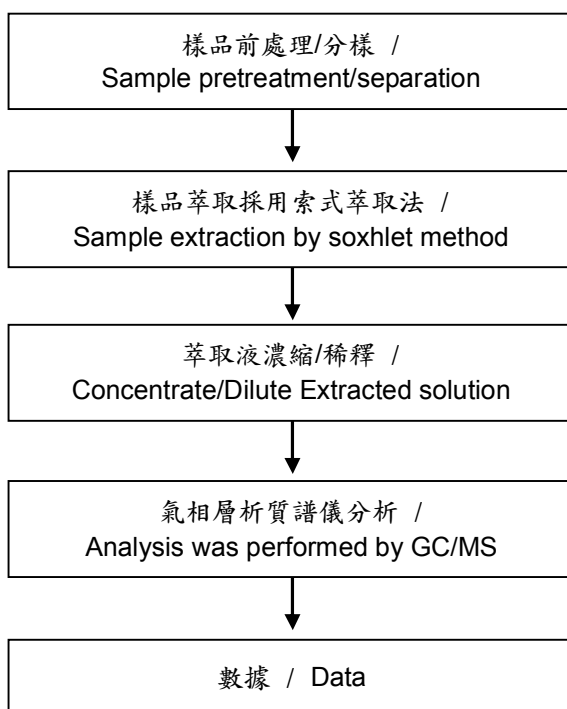 樣品前處理/分樣 /
Sample pretreatment/separation
樣品萃取採用索式萃取法 /
Sample extraction by soxhlet method
萃取液濃縮/稀釋 /
Concentrate/Dilute Extracted solution
氣相層析質譜儀分析 /
Analysis was performed by GC/MS
數據 / Data